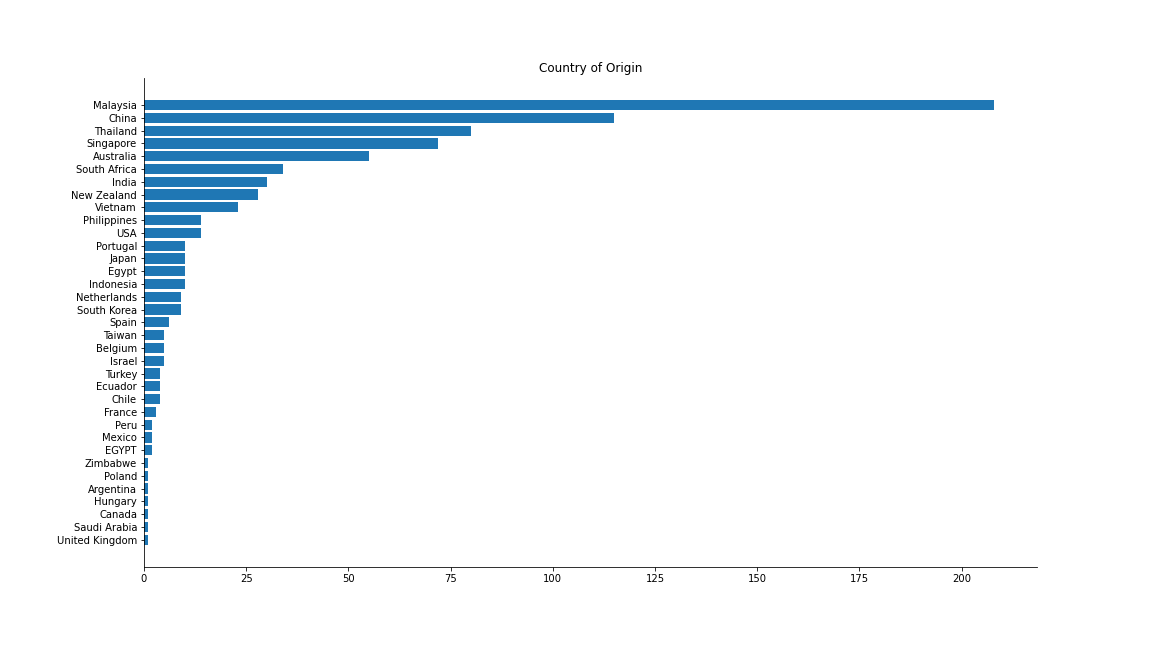 Country of Origin
Malaysia
China
Thailand
Singapore
Australia
South Africa
India
New Zealand
Vietnam
Philippines
USA
Portugal
Japan
Egypt
Indonesia
Netherlands
South Korea
Spain
Taiwan
Belgium
Israel
Turkey
Ecuador
Chile
France
Peru
Mexico
EGYPT
Zimbabwe
Poland
Argentina
Hungary
Canada
Saudi Arabia
United Kingdom
0 25 50 75 100 125 150 175 200